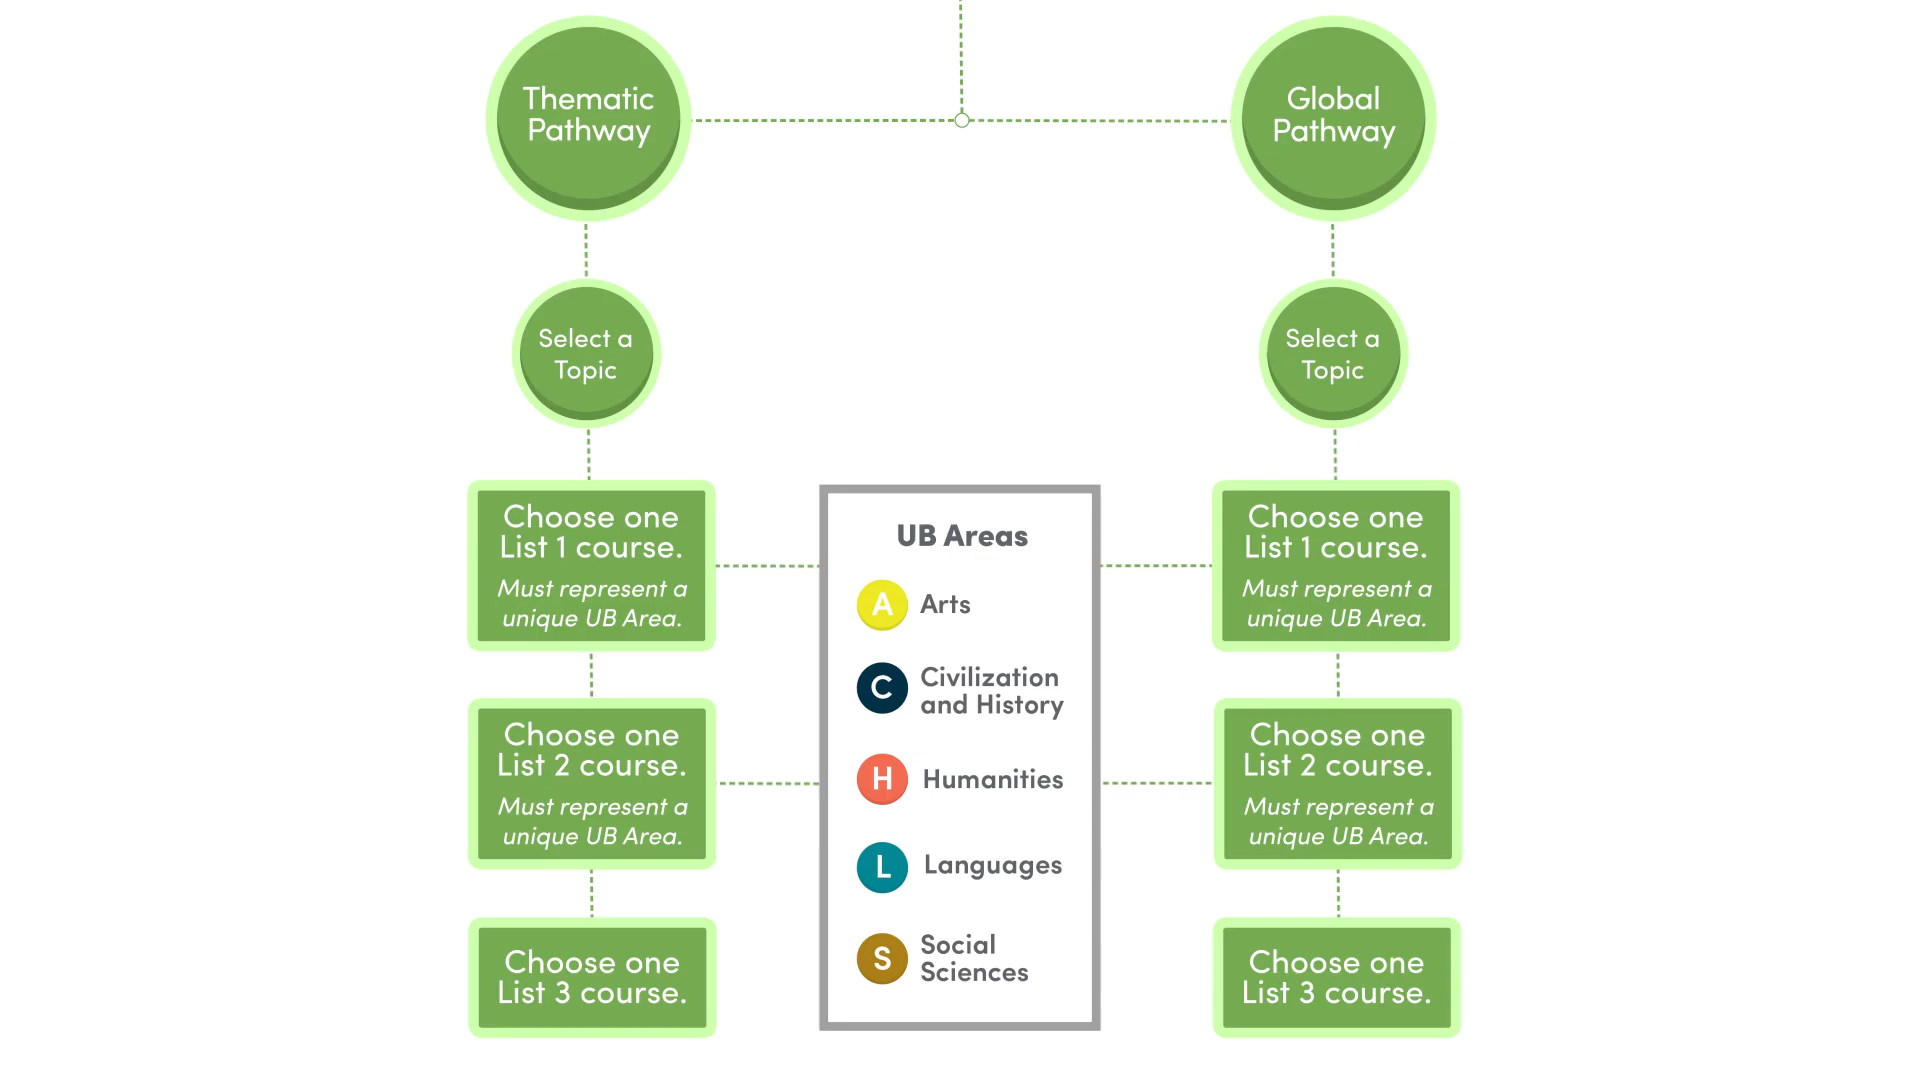 Thematic
Pathway
Global
Pathway
Select a
Topic
Select a
Topic
Choose one
List 1 course.
Must represent a
unique UB Area.
Choose one
List 2 course.
Must represent a
unique UB Area.
Choose one
List 3 course.
UB Areas
A Arts
C Civilization
and History
H Humanities
L Languages
S Social
Sciences
Choose one
List 1 course.
Must represent a
unique UB Area.
Choose one
List 2 course.
Must represent a
unique UB Area.
Choose one
List 3 course.